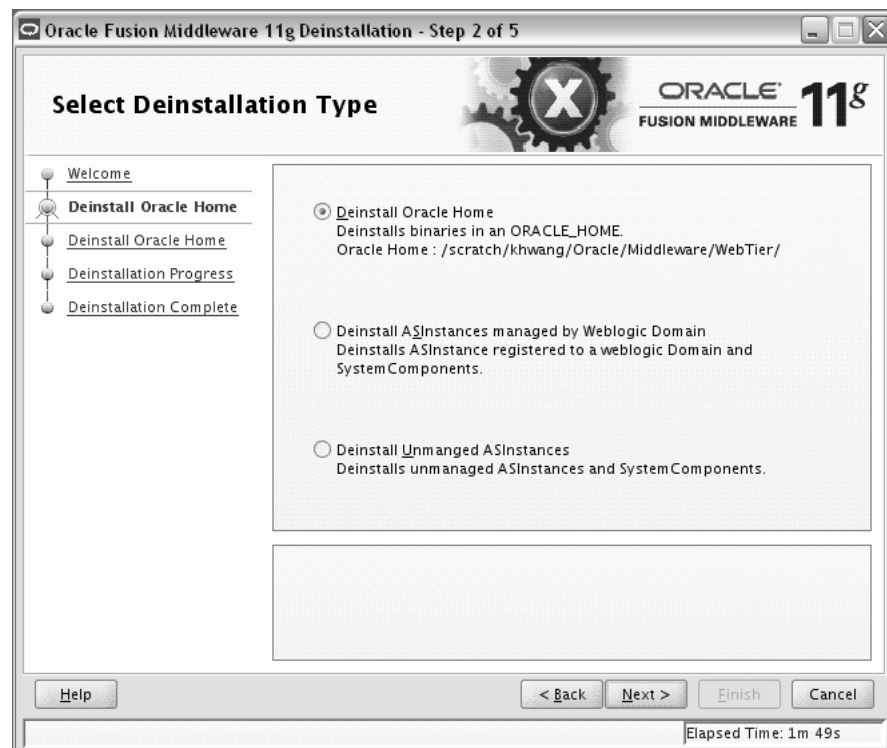 Oracle Fusion Middleware 11g Deinstallation - Step 2 of 5
Select Deinstallation Type
ORACLE
FUSION MIDDLEWARE
11g
Welcome
Deinstall Oracle Home
Deinstall Oracle Home
Deinstallation Progress
Deinstallation Complete
Deinstall Oracle Home
Deinstalls binaries in an ORACLE_HOME.
Oracle Home : /scratch/khwang/Oracle/Middleware/WebTier/
Deinstall ASInstances managed by Weblogic Domain
Deinstalls ASInstance registered to a weblogic Domain and
SystemComponents.
Deinstall Unmanged ASInstances
Deinstalls unmanaged ASInstances and SystemComponents.
Help
< Back
Next >
Finish
Cancel
Elapsed Time: 1m 49s